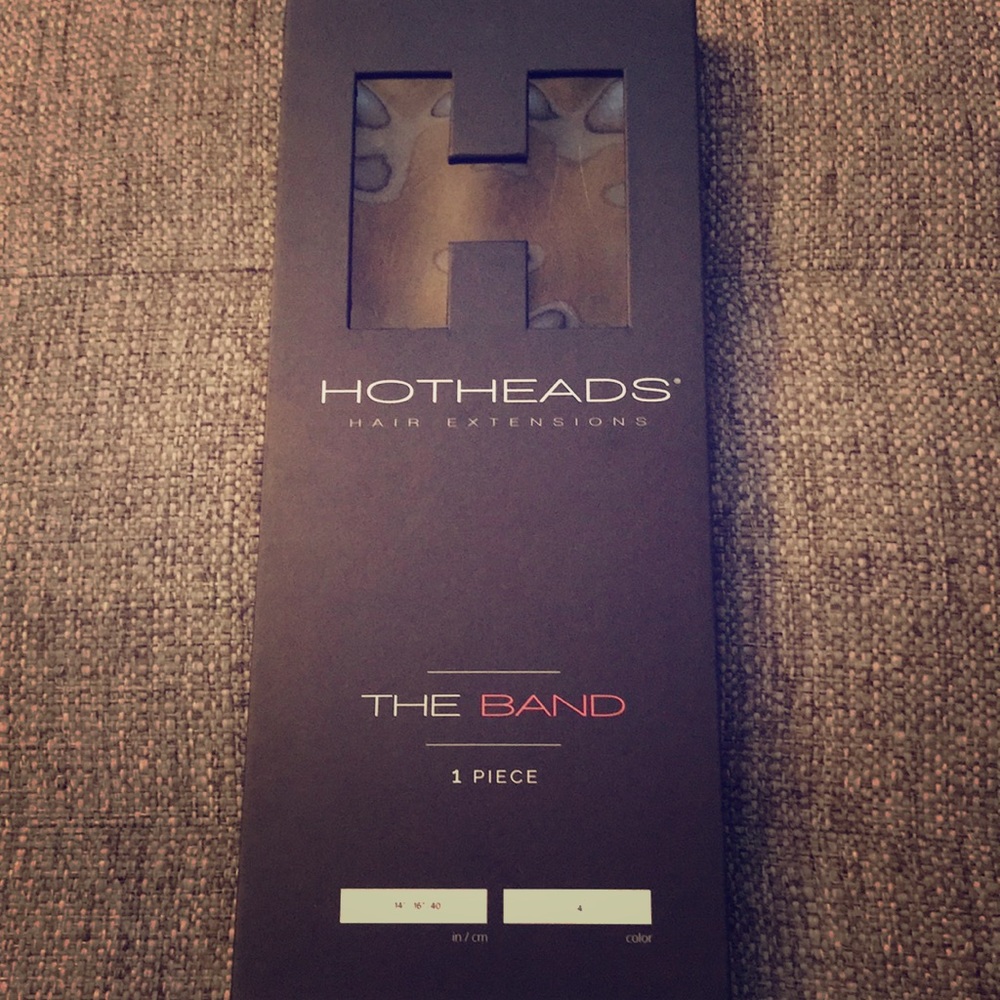 HOTHEADS®
HAIR EXTENSIONS
THE BAND
1 PIECE
14" 16" 40
4
in / cm
color